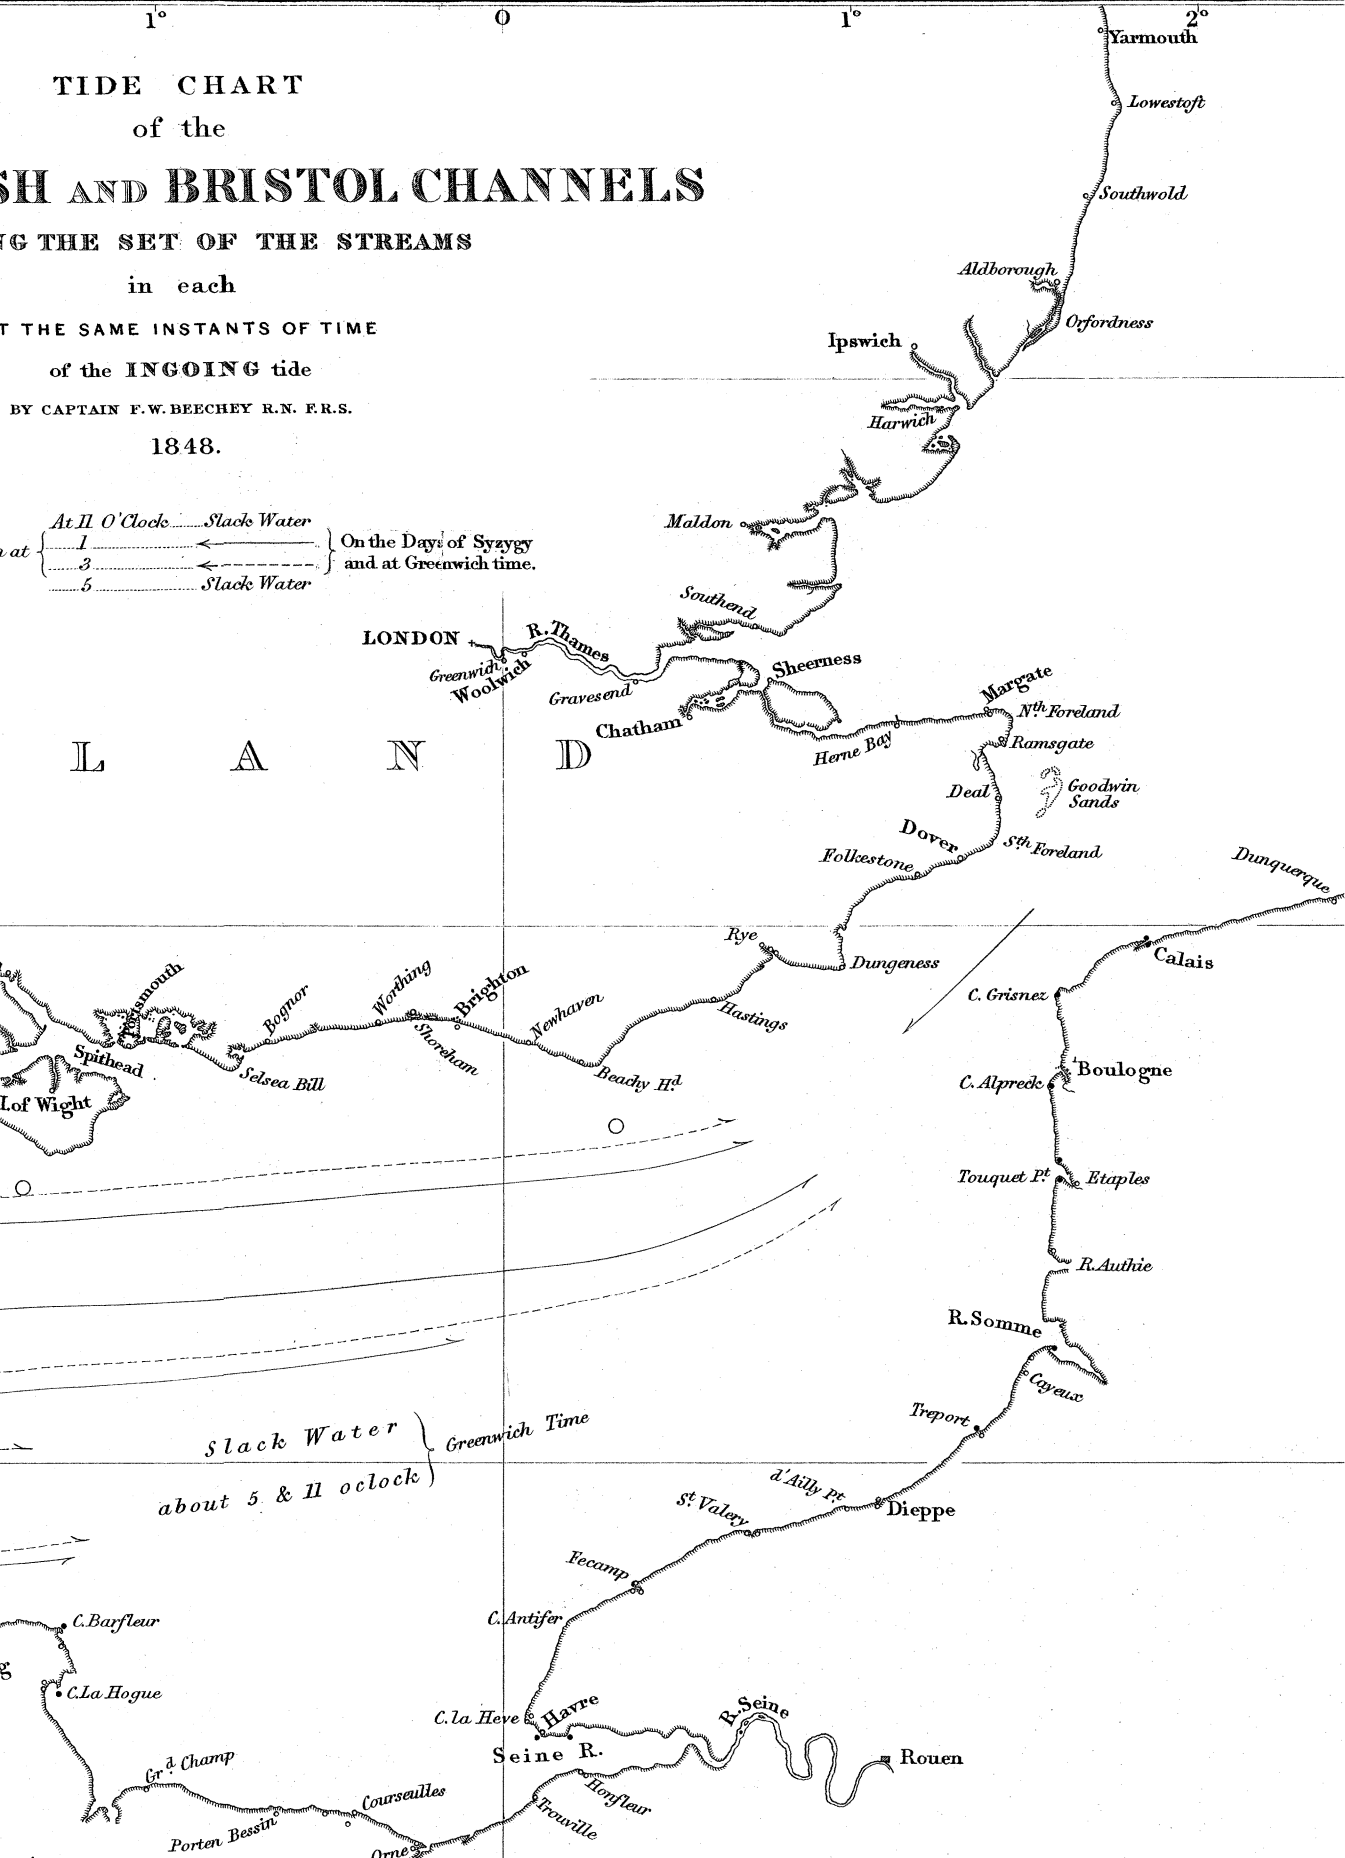 1° 0 1° 2°
TIDE CHART
of the
SH AND BRISTOL CHANNELS
NG THE SET OF THE STREAMS
in each
T THE SAME INSTANTS OF TIME
of the INGOING tide
BY CAPTAIN F.W. BEECHEY R.N. F.R.S.
1848.
At 11 O'Clock Slack Water
at
1
3
5 Slack Water
On the Days of Syzygy
and at Greenwich time.
Yarmouth
Lowestoft
Southwold
Aldborough
Orfordness
Ipswich
Harwich
Maldon
Southend
LONDON
R. Thames
Greenwich
Woolwich
Gravesend
Sheerness
Chatham
Margate
Nth Foreland
Herne Bay
Ramsgate
L A N D
Deal
Goodwin
Sands
Dover
Sth Foreland
Folkestone
Dunquerque
Rye
Dungeness
Calais
Portsmouth
Bognor
Worthing
Brighton
Newhaven
Hastings
C. Grisnez
Spithead
Selsea Bill
Shoreham
Beachy Hd
Boulogne
C. Alpreck
I. of Wight
Touquet Pt.
Etaples
R. Authie
R. Somme
Cayeux
Treport
Slack Water
about 5 & 11 oclock
Greenwich Time
d'Ailly Pt.
St Valery
Dieppe
Fecamp
C. Barfleur
C. Antifer
g
C. La Hogue
C. la Heve
Havre
R. Seine
Seine R.
Rouen
Grd. Champ
Honfleur
Courseulles
Trouville
Porten Bessin
Orne